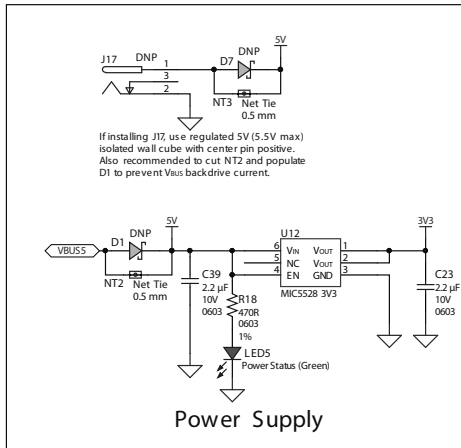 5V
J17 DNP
DNP
D7
1
3
2
NT3
Net Tie
0.5 mm
If installing J17, use regulated 5V (5.5V max)
isolated wall cube with center pin positive.
Also recommended to cut NT2 and populate
D1 to prevent VBUS backdrive current.
DNP
5V
U12
3V3
VBUS5
D1
6 VIN VOUT 1
5 NC VOUT 2
4 EN GND 3
MIC5528 3V3
NT2
Net Tie
0.5 mm
C39
2.2 µF
10V
0603
R18
470R
0603
1%
C23
2.2 µF
10V
0603
LED5
Power Status (Green)
Power Supply